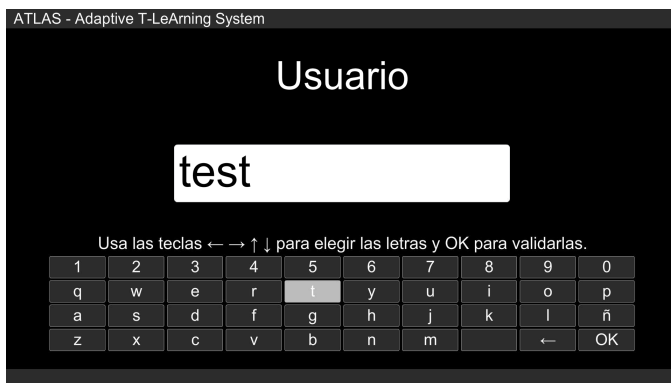 ATLAS - Adaptive T-LeArning System
Usuario
test
Usa las teclas ← → ↑ ↓ para elegir las letras y OK para validarlas.
1 2 3 4 5 6 7 8 9 0
q w e r t y u i o p
a s d f g h j k l ñ
z x c v b n m ← OK